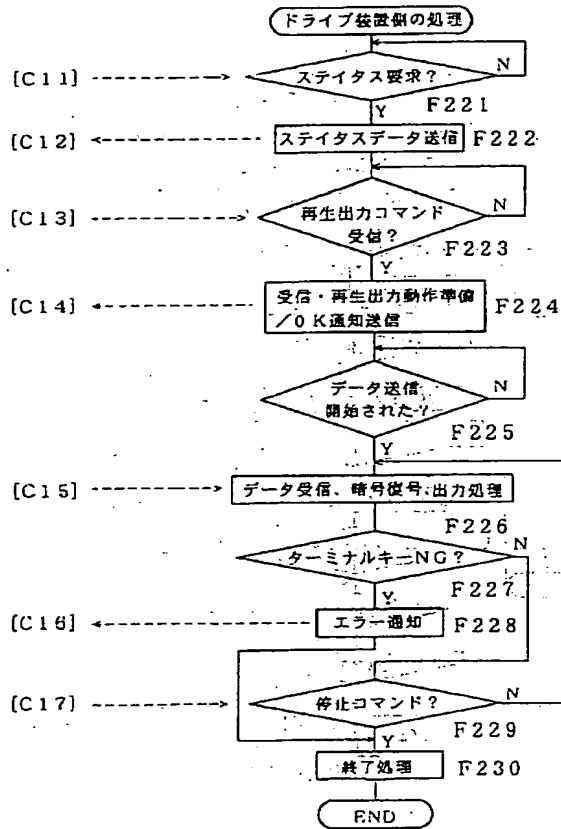 ドライブ装置側の処理
N
[C11]
ステイタス要求?
F221
Y
[C12]
ステイタスデータ送信
F222
N
[C13]
再生出力コマンド
受信?
F223
Y
[C14]
受信・再生出力動作準備
/OK通知送信
F224
N
データ送信
開始された?
F225
Y
[C15]
データ受信、暗号復号、出力処理
F226
N
ターミナルキーNG?
F227
Y
[C16]
エラー通知
F228
[C17]
停止コマンド?
N
F229
Y
終了処理
F230
END